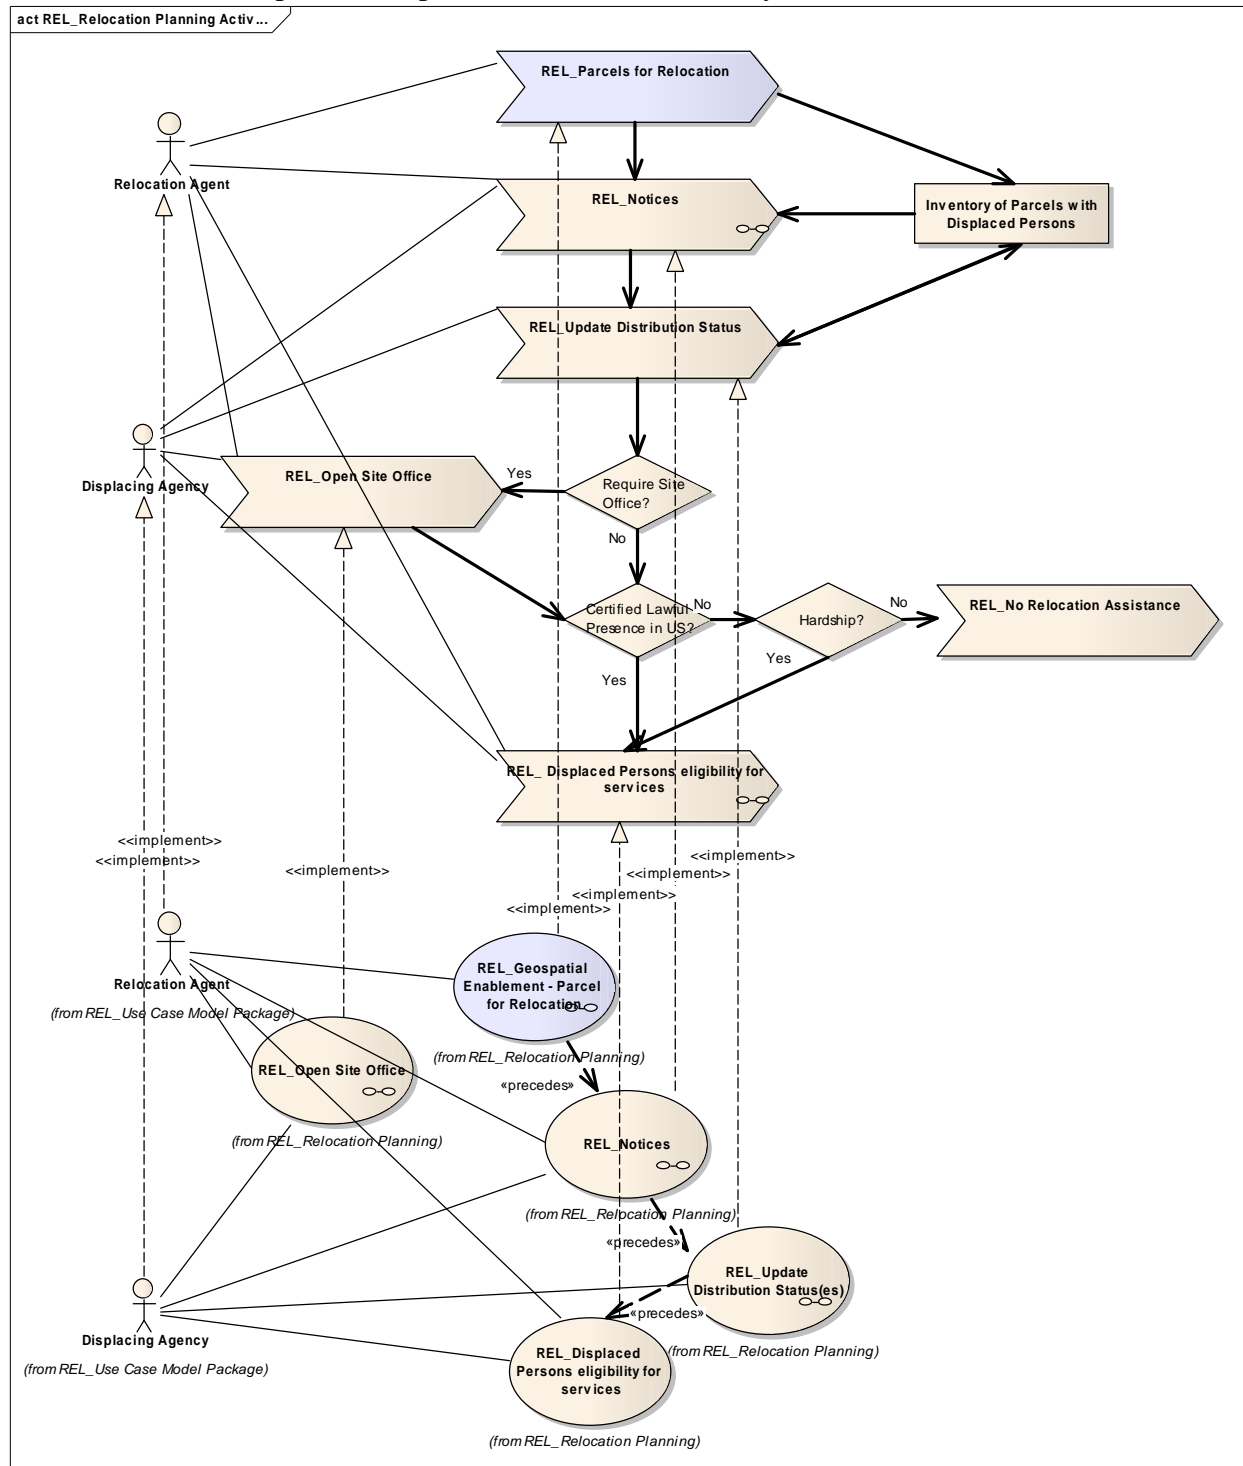 act REL_Relocation Planning Activ...
REL_Parcels for Relocation
Relocation Agent
REL_Notices
Inventory of Parcels with
Displaced Persons
REL_Update Distribution Status
Displacing Agency
REL_Open Site Office
Yes
Require Site
Office?
No
Certified Lawful
Presence in US?
No
Hardship?
No
REL_No Relocation Assistance
Yes
Yes
REL_ Displaced Persons eligibility for
services
<<implement>>
<<implement>>
<<implement>>
<<implement>>
<<implement>>
<<implement>>
<<implement>>
Relocation Agent
(from REL_Use Case Model Package)
REL_Geospatial
Enablement - Parcel
for Relocation
(from REL_Relocation Planning)
REL_Open Site Office
(from REL_Relocation Planning)
«precedes»
REL_Notices
(from REL_Relocation Planning)
«precedes»
REL_Update
Distribution Status(es)
(from REL_Relocation Planning)
«precedes»
Displacing Agency
(from REL_Use Case Model Package)
REL_Displaced
Persons eligibility for
services
(from REL_Relocation Planning)